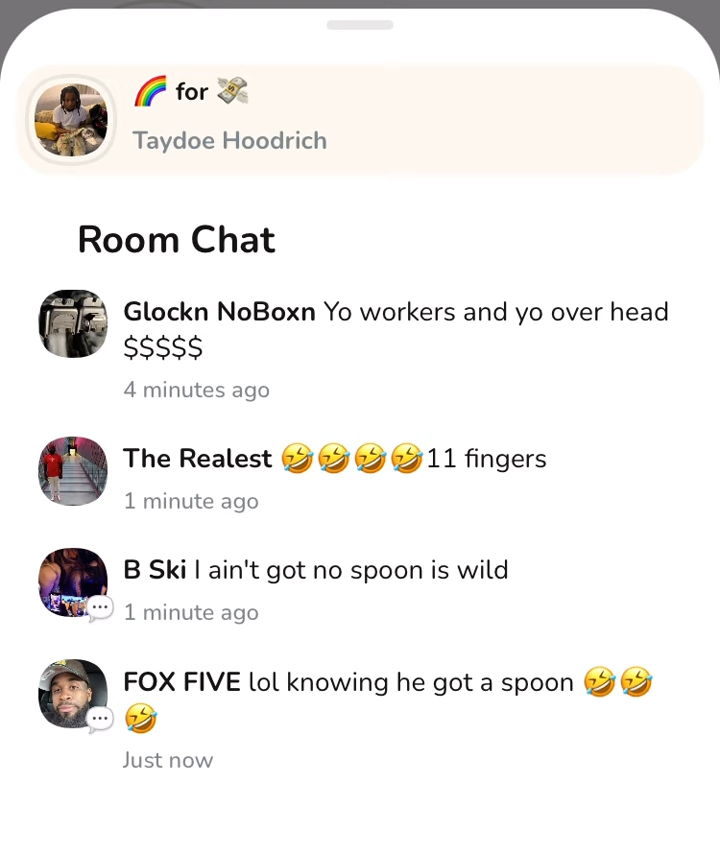 🌈 for 💸
Taydoe Hoodrich
Room Chat
Glockn NoBoxn Yo workers and yo over head
$$$$$
4 minutes ago
The Realest 🤣🤣🤣🤣11 fingers
1 minute ago
B Ski I ain't got no spoon is wild
1 minute ago
FOX FIVE lol knowing he got a spoon 🤣🤣
🤣
Just now